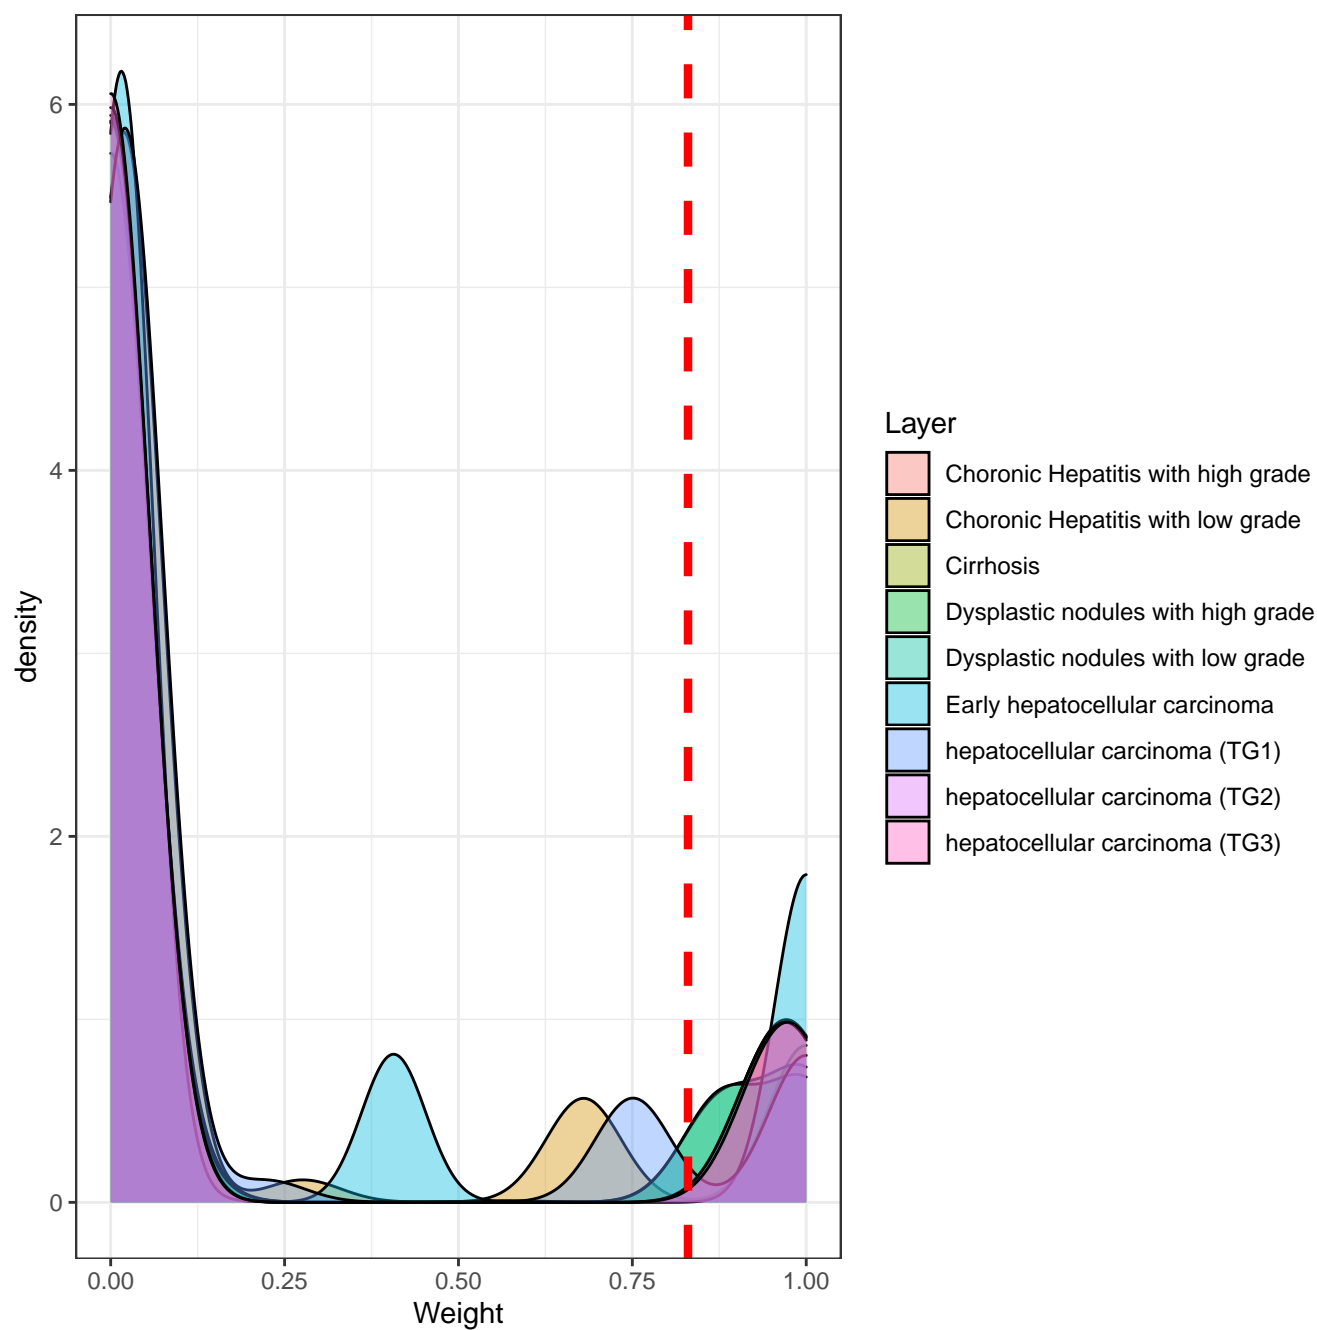 6
4
2
0
density
0.00 0.25 0.50 0.75 1.00
Weight
Layer
Choronic Hepatitis with high grade
Choronic Hepatitis with low grade
Cirrhosis
Dysplastic nodules with high grade
Dysplastic nodules with low grade
Early hepatocellular carcinoma
hepatocellular carcinoma (TG1)
hepatocellular carcinoma (TG2)
hepatocellular carcinoma (TG3)